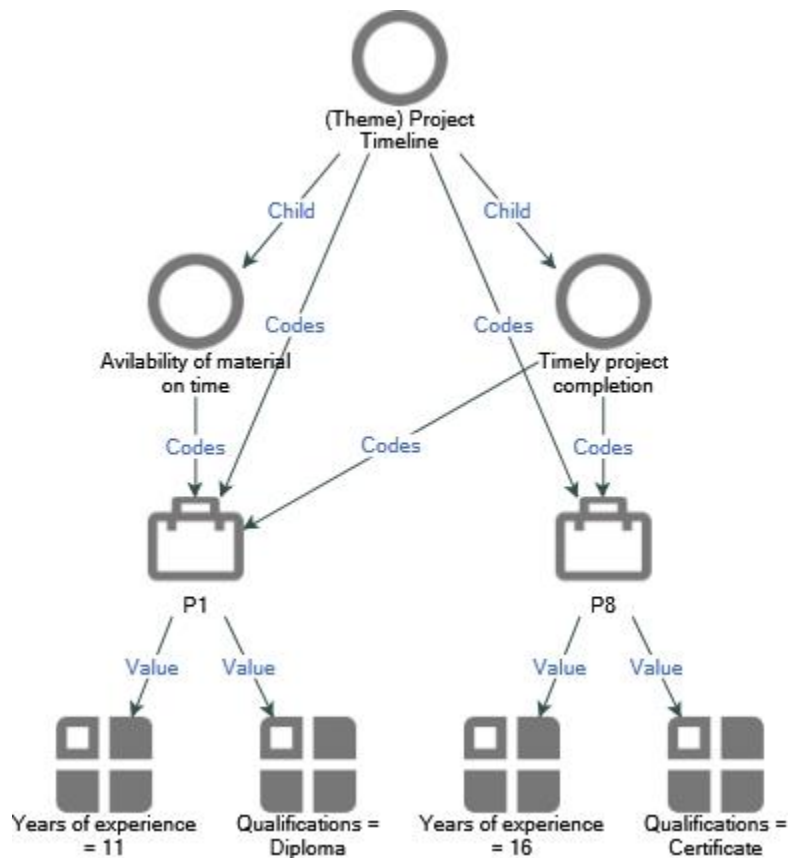 (Theme) Project
Timeline
Child
Child
Codes
Codes
Avilability of material
on time
Timely project
completion
Codes
Codes
Codes
P1
P8
Value
Value
Value
Value
Years of experience
= 11
Qualifications =
Diploma
Years of experience
= 16
Qualifications =
Certificate